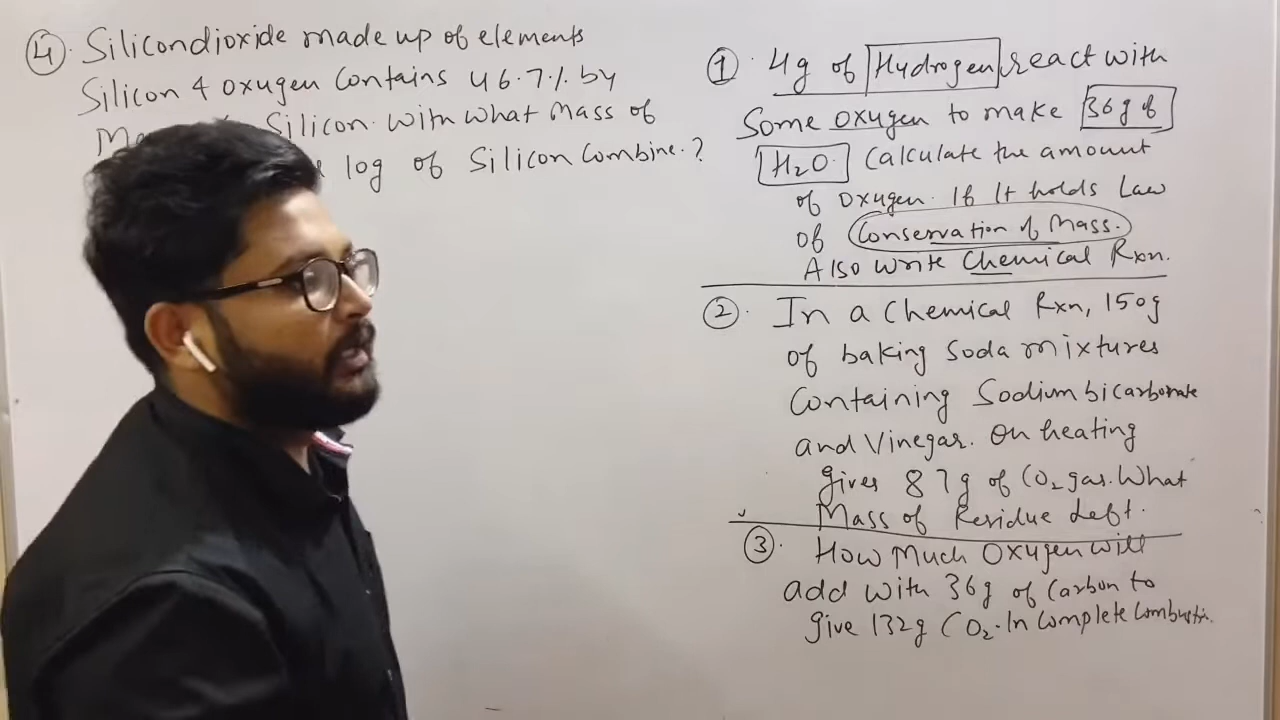 ④. Silicondioxide made up of elements
Silicon & oxygen Contains 46.7% by
Silicon. With what Mass of
10g of Silicon Combine.?
①. 4g of Hydrogen react with
Some oxygen to make 36g of
H₂O. Calculate the amount
of oxygen. If It holds Law
of Conservation of Mass.
Also write Chemical Rxn.
②. In a Chemical Rxn, 150g
of baking Soda mixtures
Containing Sodium bicarbonate
and Vinegar. On heating
gives 87g of CO₂ gas. What
Mass of Residue Left.
③. How Much Oxygen will
add with 36g of Carbon to
give 132g CO₂. In Complete Combustn.